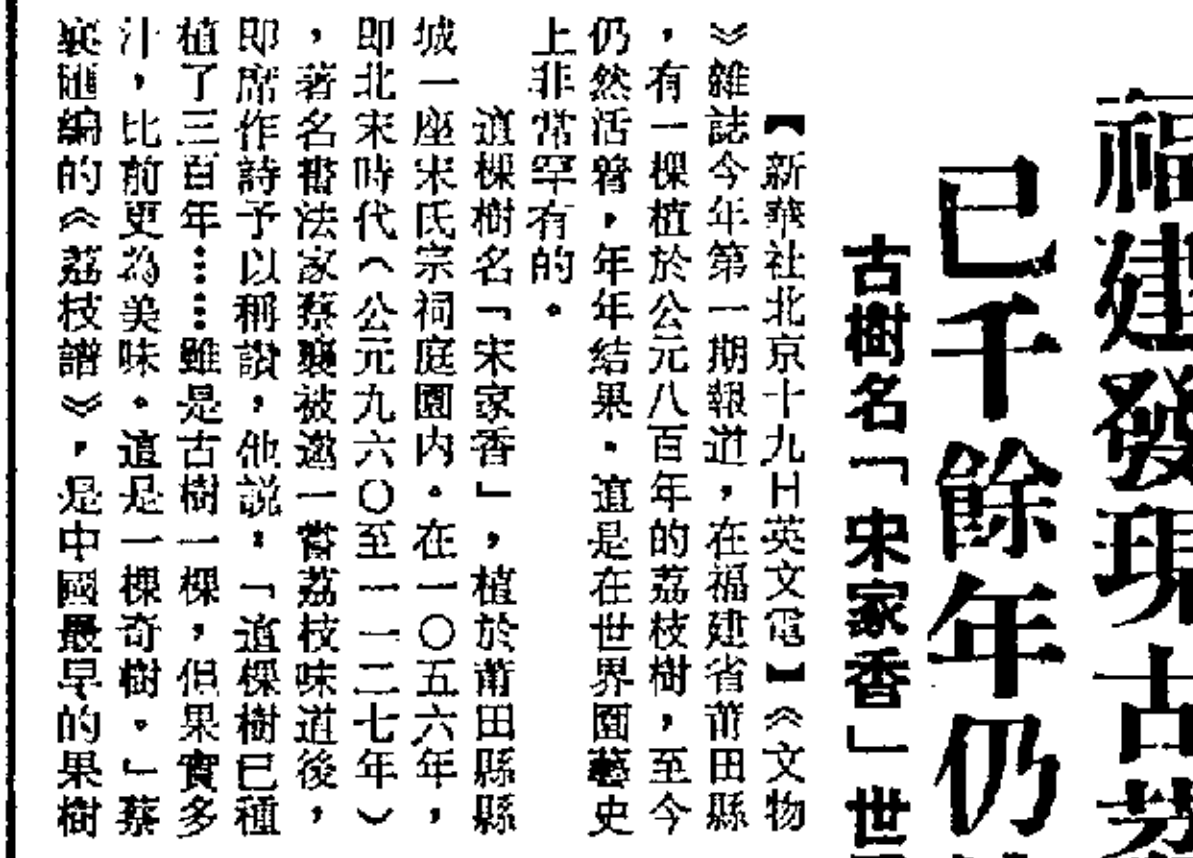 福建發現古荔
已千餘年仍
古樹名「宋家香」世界
【新華社北京十九日英文電】《文物
》雜誌今年第一期報道，在福建省莆田縣
，有一棵植於公元八百年的荔枝樹，至今
仍然活着，年年結果。這是在世界園藝史
上非常罕有的。
這棵樹名「宋家香」，植於莆田縣縣
城一座宋氏宗祠庭園内。在一〇五六年，
即北宋時代（公元九六〇至一一二七年）
，著名書法家蔡襄被邀一嘗荔枝味道後，
即席作詩予以稱讚，他説：「這棵樹已種
植了三百年……雖是古樹一棵，但果實多
汁，比前更為美味。這是一棵奇樹。」蔡
襄匯編的《荔枝譜》，是中國最早的果樹